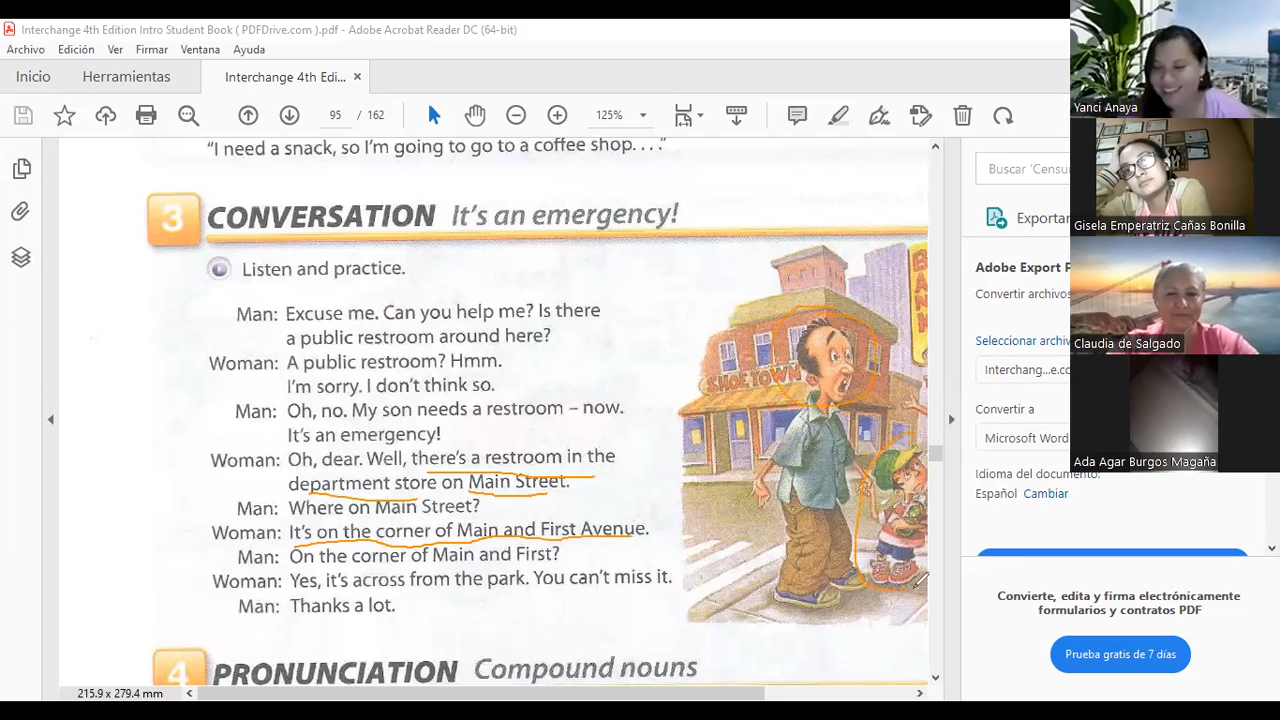 Interchange 4th Edition Intro Student Book ( PDFDrive.com ).pdf - Adobe Acrobat Reader DC (64-bit)
Archivo Edición Ver Firmar Ventana Ayuda
Inicio Herramientas Interchange 4th Edi... ×
95 / 162 125%
"I need a snack, so I'm going to go to a coffee shop. . . ."
3 CONVERSATION It's an emergency!
Listen and practice.
Man: Excuse me. Can you help me? Is there
a public restroom around here?
Woman: A public restroom? Hmm.
I'm sorry. I don't think so.
Man: Oh, no. My son needs a restroom – now.
It's an emergency!
Woman: Oh, dear. Well, there's a restroom in the
department store on Main Street.
Man: Where on Main Street?
Woman: It's on the corner of Main and First Avenue.
Man: On the corner of Main and First?
Woman: Yes, it's across from the park. You can't miss it.
Man: Thanks a lot.
SHOE TOWN
BANK
4 PRONUNCIATION Compound nouns
215.9 x 279.4 mm
Buscar 'Censu
Exportar
Adobe Export P
Convertir archivos
Seleccionar archiv
Interchang...e.c
Convertir a
Microsoft Word
Idioma del documento:
Español Cambiar
Convierte, edita y firma electrónicamente
formularios y contratos PDF
Prueba gratis de 7 días
Yanci Anaya
Gisela Emperatriz Cañas Bonilla
Claudia de Salgado
Ada Agar Burgos Magaña